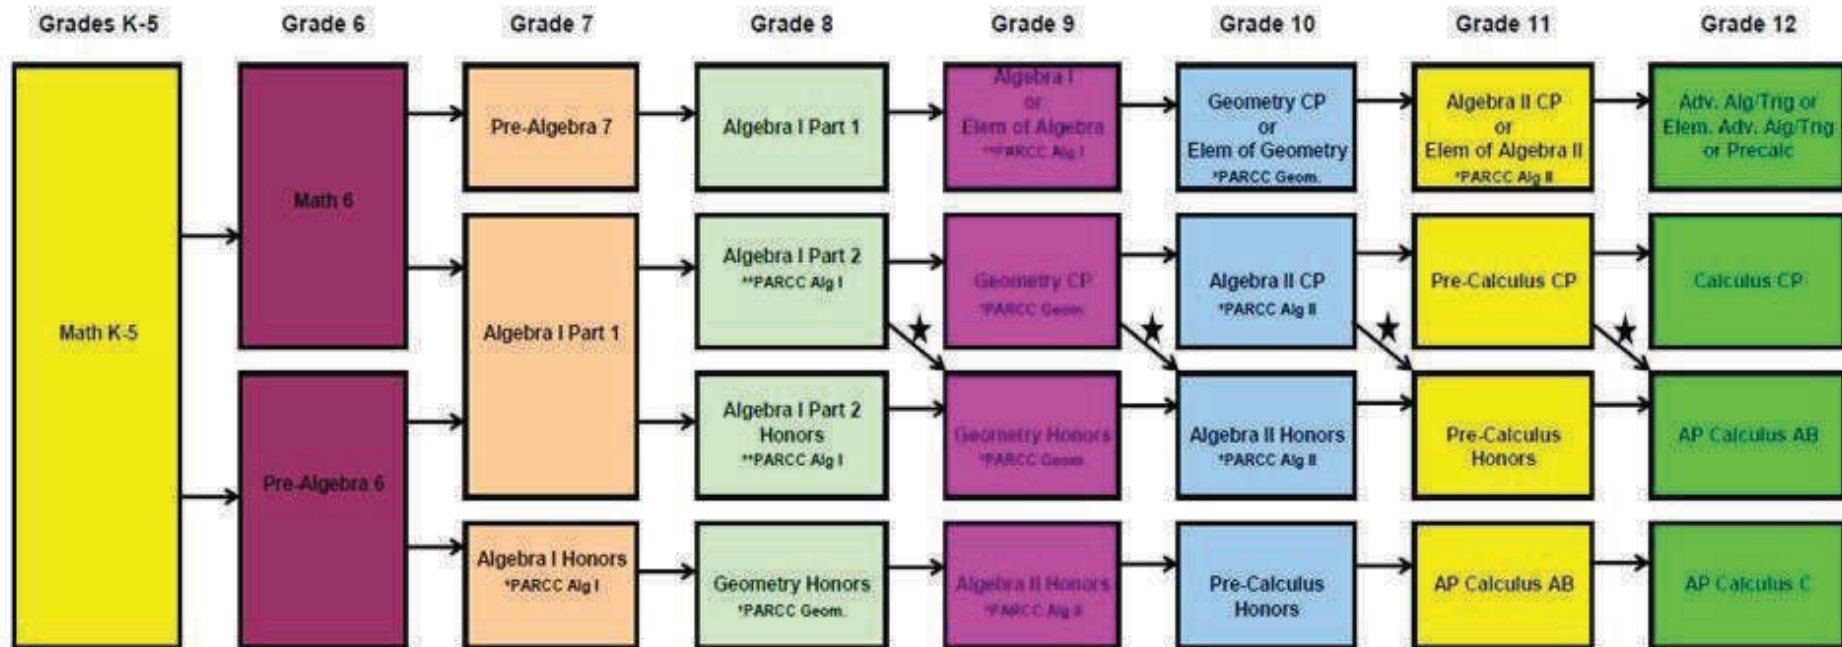 Grades K-5
Grade 6
Grade 7
Grade 8
Grade 9
Grade 10
Grade 11
Grade 12
Math K-5
Math 6
Pre-Algebra 6
Pre-Algebra 7
Algebra I Part 1
Algebra I Honors
*PARCC Alg I
Algebra I Part 1
Algebra I Part 2
**PARCC Alg I
Algebra I Part 2
Honors
**PARCC Alg I
Geometry Honors
*PARCC Geom.
Algebra I
or
Elem of Algebra
**PARCC Alg I
Geometry CP
*PARCC Geom.
Geometry Honors
*PARCC Geom.
Algebra II Honors
*PARCC Alg II
Geometry CP
or
Elem of Geometry
*PARCC Geom.
Algebra II CP
*PARCC Alg II
Algebra II Honors
*PARCC Alg II
Pre-Calculus
Honors
Algebra II CP
or
Elem of Algebra II
*PARCC Alg II
Pre-Calculus CP
Pre-Calculus
Honors
AP Calculus AB
Adv. Alg/Trig or
Elem. Adv. Alg/Trig
or Precalc
Calculus CP
AP Calculus AB
AP Calculus C